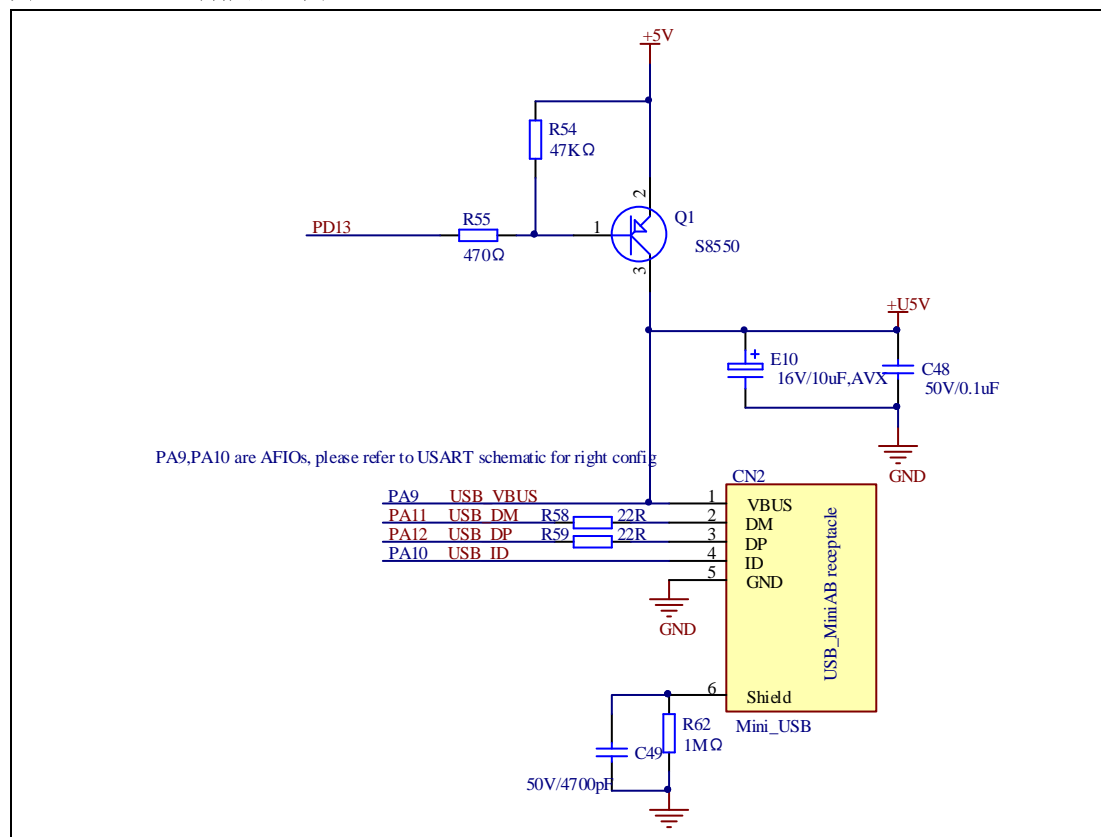 +5V
R54
47KΩ
2
Q1
PD13
R55
1
470Ω
S8550
3
+U5V
E10
16V/10uF,AVX
C48
50V/0.1uF
PA9,PA10 are AFIOs, please refer to USART schematic for right config
GND
CN2
PA9 USB_VBUS 1 VBUS
PA11 USB_DM R58 22R 2 DM
PA12 USB_DP R59 22R 3 DP
PA10 USB_ID 4 ID
5 GND
GND
USB_MiniAB receptacle
6 Shield
Mini_USB
R62
1MΩ
C49
50V/4700pF